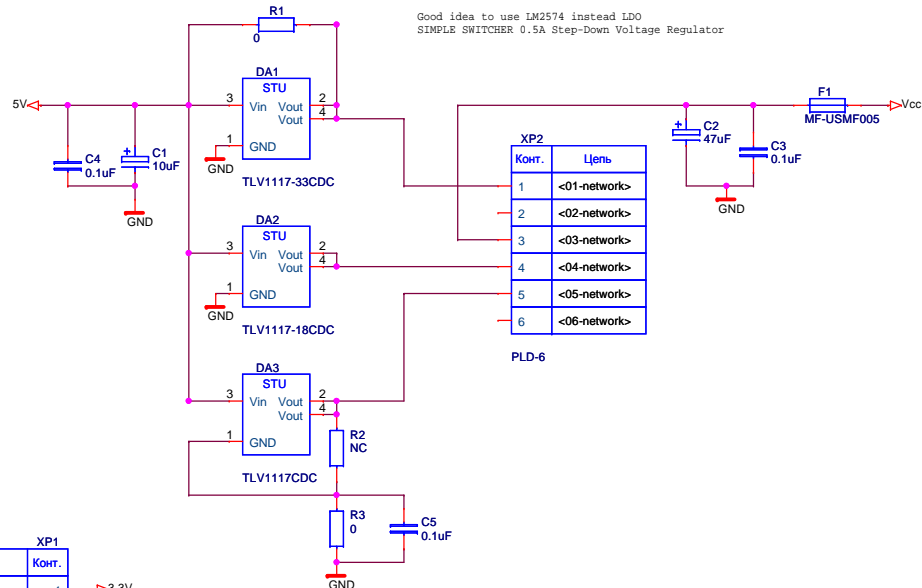 Good idea to use LM2574 instead LDO
SIMPLE SWITCHER 0.5A Step-Down Voltage Regulator
R1
0
DA1
STU
3 Vin Vout 2
Vout 4
1 GND
GND
TLV1117-33CDC
5V
C4
0.1uF
+
C1
10uF
GND
DA2
STU
3 Vin Vout 2
Vout 4
1 GND
GND
TLV1117-18CDC
DA3
STU
3 Vin Vout 2
Vout 4
1 GND
TLV1117CDC
R2
NC
R3
0
C5
0.1uF
GND
XP2
Конт. Цепь
1 <01-network>
2 <02-network>
3 <03-network>
4 <04-network>
5 <05-network>
6 <06-network>
PLD-6
+
C2
47uF
C3
0.1uF
GND
F1
MF-USMF005
Vcc
XP1
Конт.
3.3V